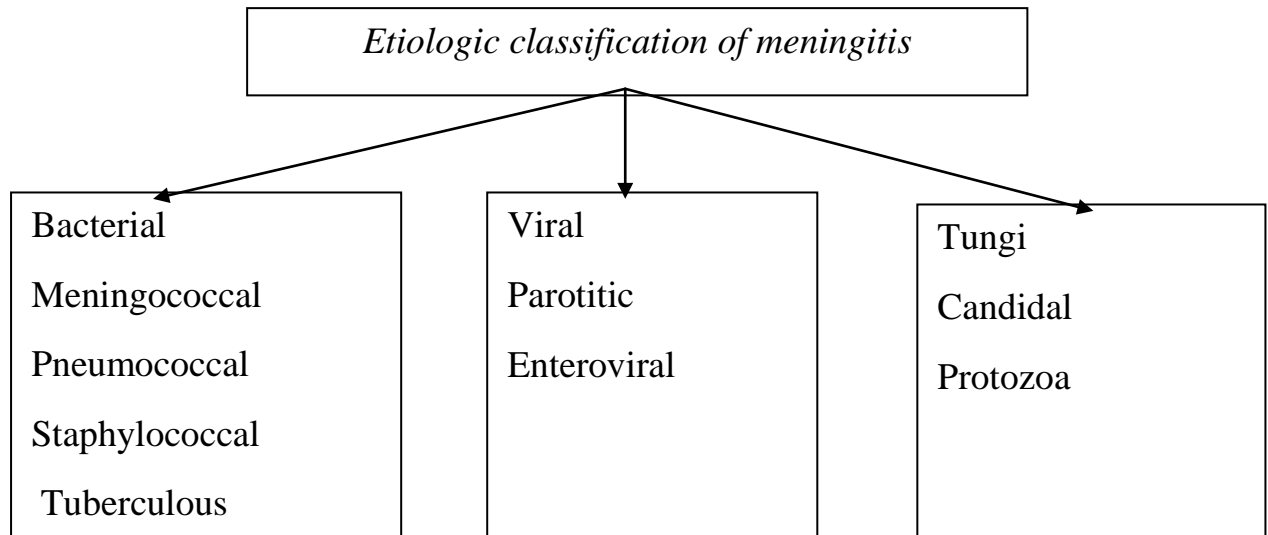 Etiologic classification of meningitis
Bacterial
Meningococcal
Pneumococcal
Staphylococcal
Tuberculous
Viral
Parotitic
Enteroviral
Tungi
Candidal
Protozoa